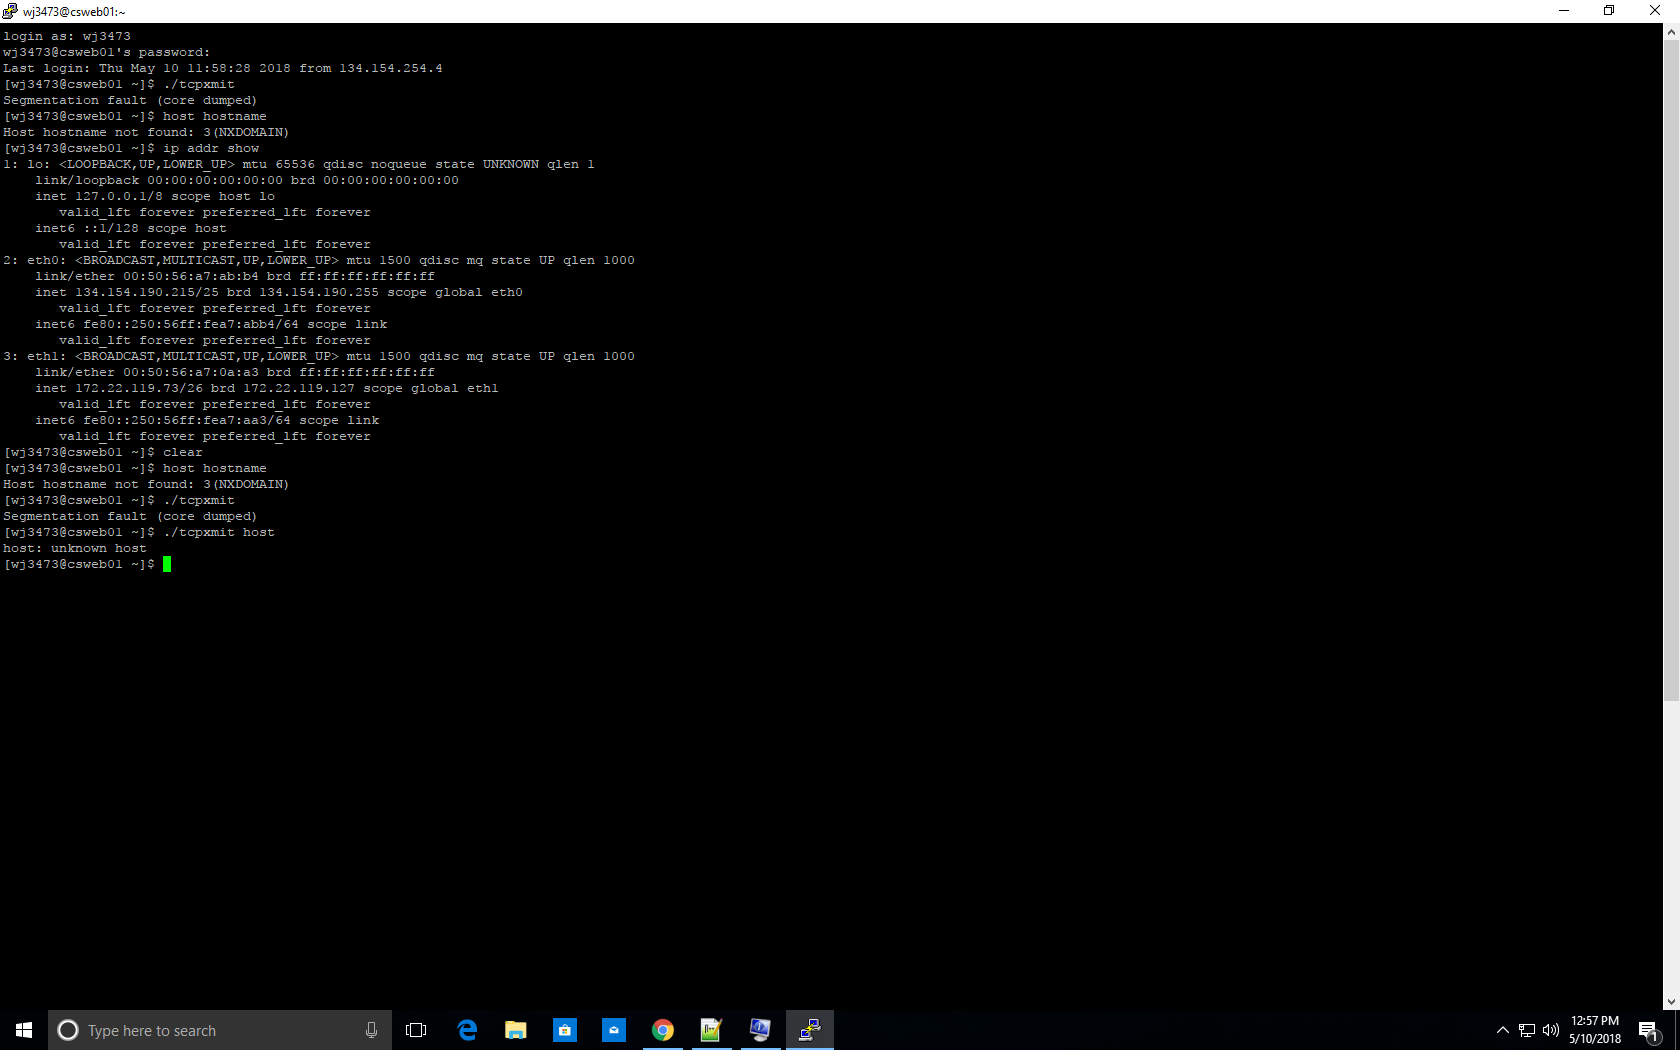 wj3473@csweb01:~
login as: wj3473
wj3473@csweb01's password:
Last login: Thu May 10 11:58:28 2018 from 134.154.254.4
[wj3473@csweb01 ~]$ ./tcpxmit
Segmentation fault (core dumped)
[wj3473@csweb01 ~]$ host hostname
Host hostname not found: 3(NXDOMAIN)
[wj3473@csweb01 ~]$ ip addr show
1: lo: <LOOPBACK,UP,LOWER_UP> mtu 65536 qdisc noqueue state UNKNOWN qlen 1
    link/loopback 00:00:00:00:00:00 brd 00:00:00:00:00:00
    inet 127.0.0.1/8 scope host lo
       valid_lft forever preferred_lft forever
    inet6 ::1/128 scope host
       valid_lft forever preferred_lft forever
2: eth0: <BROADCAST,MULTICAST,UP,LOWER_UP> mtu 1500 qdisc mq state UP qlen 1000
    link/ether 00:50:56:a7:ab:b4 brd ff:ff:ff:ff:ff:ff
    inet 134.154.190.215/25 brd 134.154.190.255 scope global eth0
       valid_lft forever preferred_lft forever
    inet6 fe80::250:56ff:fea7:abb4/64 scope link
       valid_lft forever preferred_lft forever
3: eth1: <BROADCAST,MULTICAST,UP,LOWER_UP> mtu 1500 qdisc mq state UP qlen 1000
    link/ether 00:50:56:a7:0a:a3 brd ff:ff:ff:ff:ff:ff
    inet 172.22.119.73/26 brd 172.22.119.127 scope global eth1
       valid_lft forever preferred_lft forever
    inet6 fe80::250:56ff:fea7:aa3/64 scope link
       valid_lft forever preferred_lft forever
[wj3473@csweb01 ~]$ clear
[wj3473@csweb01 ~]$ host hostname
Host hostname not found: 3(NXDOMAIN)
[wj3473@csweb01 ~]$ ./tcpxmit
Segmentation fault (core dumped)
[wj3473@csweb01 ~]$ ./tcpxmit host
host: unknown host
[wj3473@csweb01 ~]$
Type here to search
12:57 PM
5/10/2018
1